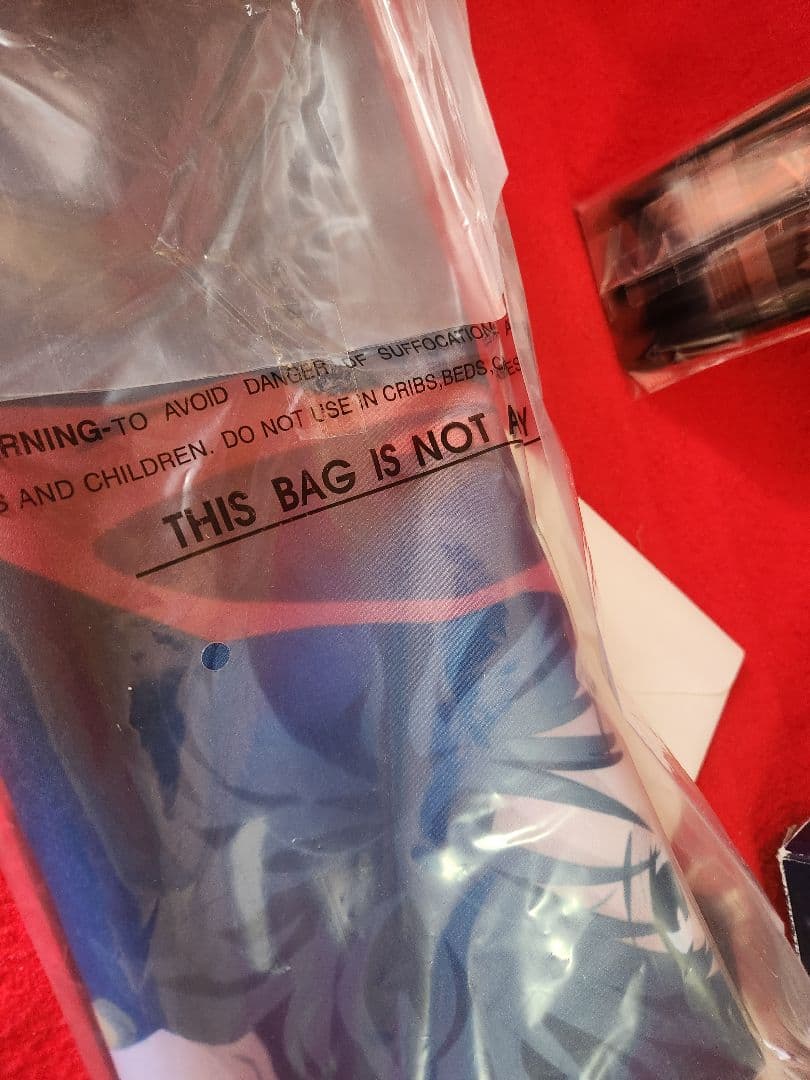 RNING-TO AVOID DANGER OF SUFFOCATION, A
S AND CHILDREN. DO NOT USE IN CRIBS,BEDS,
THIS BAG IS NOT A